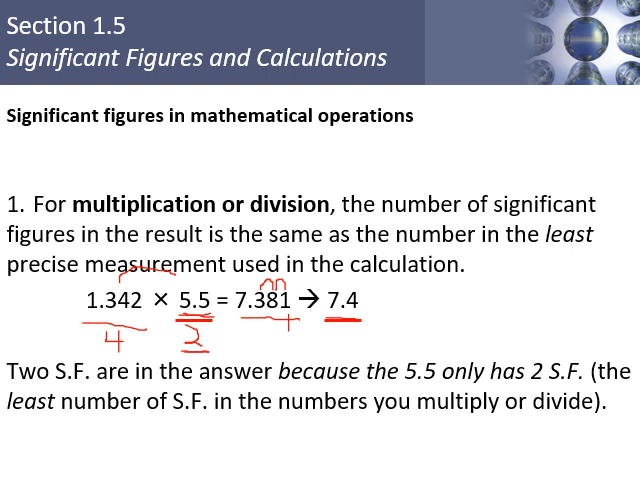 Section 1.5
Significant Figures and Calculations
Significant figures in mathematical operations
1. For multiplication or division, the number of significant
figures in the result is the same as the number in the least
precise measurement used in the calculation.
1.342 × 5.5 = 7.381 → 7.4
4 2
Two S.F. are in the answer because the 5.5 only has 2 S.F. (the
least number of S.F. in the numbers you multiply or divide).